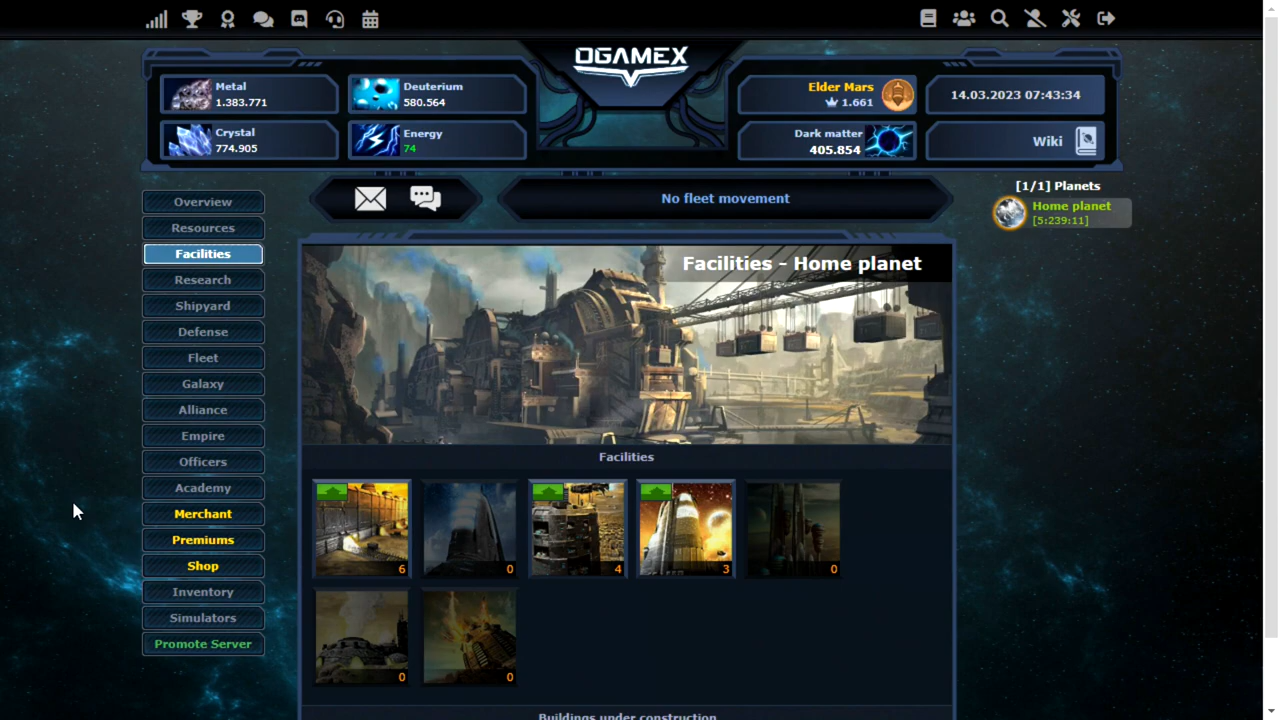 OGAMEX
Metal
1.383.771
Deuterium
580.564
Crystal
774.905
Energy
74
Elder Mars
1.661
14.03.2023 07:43:34
Dark matter
405.854
Wiki
No fleet movement
[1/1] Planets
Home planet
[5:239:11]
Overview
Resources
Facilities
Research
Shipyard
Defense
Fleet
Galaxy
Alliance
Empire
Officers
Academy
Merchant
Premiums
Shop
Inventory
Simulators
Promote Server
Facilities - Home planet
Facilities
6
0
4
3
0
0
0
Buildings under construction